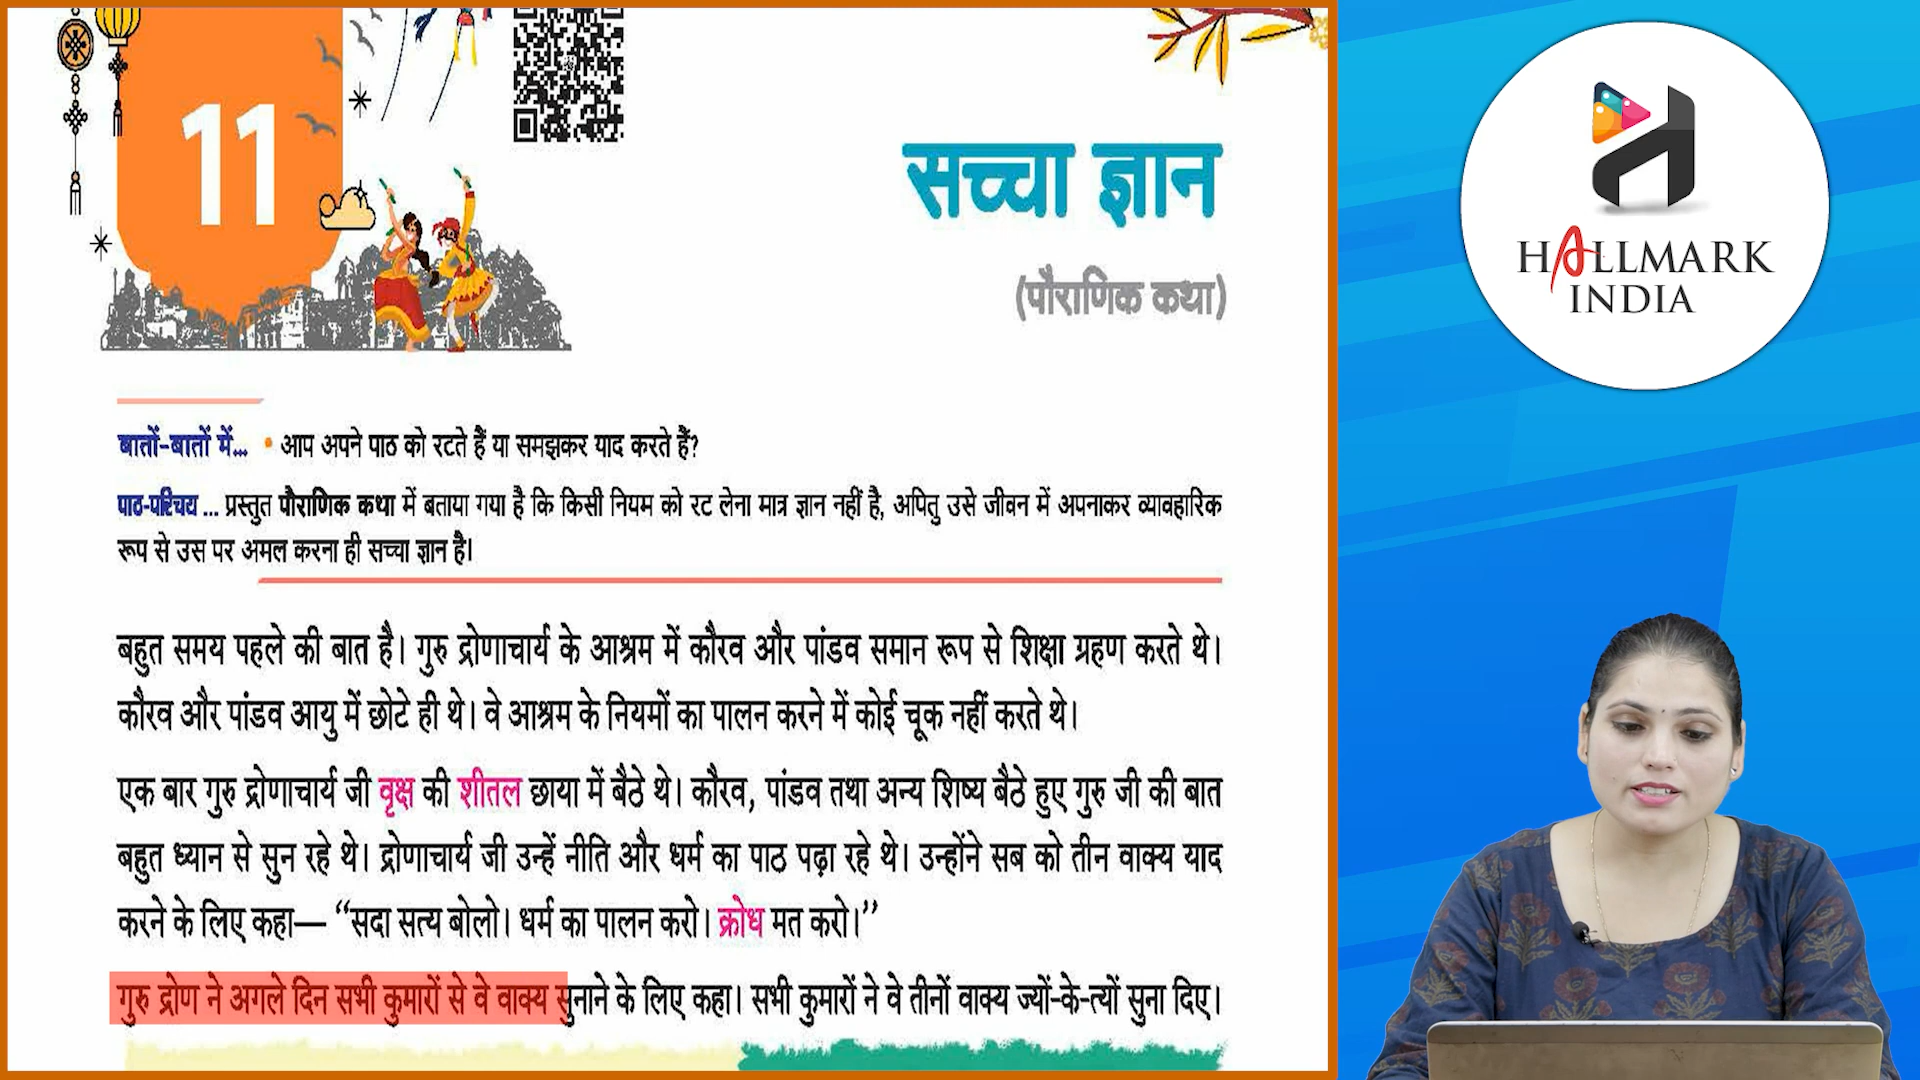 11
सच्चा ज्ञान
(पौराणिक कथा)
बातों-बातों में... • आप अपने पाठ को रटते हैं या समझकर याद करते हैं?
पाठ-परिचय ... प्रस्तुत पौराणिक कथा में बताया गया है कि किसी नियम को रट लेना मात्र ज्ञान नहीं है, अपितु उसे जीवन में अपनाकर व्यावहारिक
रूप से उस पर अमल करना ही सच्चा ज्ञान है।
बहुत समय पहले की बात है। गुरु द्रोणाचार्य के आश्रम में कौरव और पांडव समान रूप से शिक्षा ग्रहण करते थे।
कौरव और पांडव आयु में छोटे ही थे। वे आश्रम के नियमों का पालन करने में कोई चूक नहीं करते थे।
एक बार गुरु द्रोणाचार्य जी वृक्ष की शीतल छाया में बैठे थे। कौरव, पांडव तथा अन्य शिष्य बैठे हुए गुरु जी की बात
बहुत ध्यान से सुन रहे थे। द्रोणाचार्य जी उन्हें नीति और धर्म का पाठ पढ़ा रहे थे। उन्होंने सब को तीन वाक्य याद
करने के लिए कहा— “सदा सत्य बोलो। धर्म का पालन करो। क्रोध मत करो।”
गुरु द्रोण ने अगले दिन सभी कुमारों से वे वाक्य सुनाने के लिए कहा। सभी कुमारों ने वे तीनों वाक्य ज्यों-के-त्यों सुना दिए।
HALLMARK
INDIA